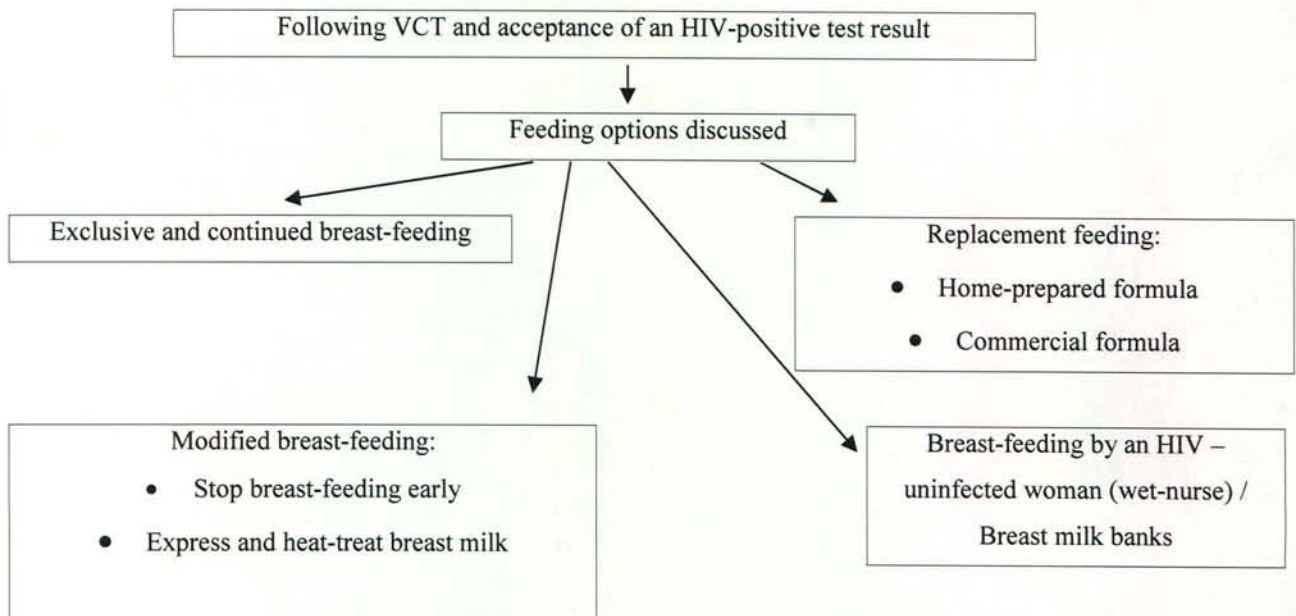 Following VCT and acceptance of an HIV-positive test result
Feeding options discussed
Exclusive and continued breast-feeding
Replacement feeding:
● Home-prepared formula
● Commercial formula
Modified breast-feeding:
● Stop breast-feeding early
● Express and heat-treat breast milk
Breast-feeding by an HIV –
uninfected woman (wet-nurse) /
Breast milk banks